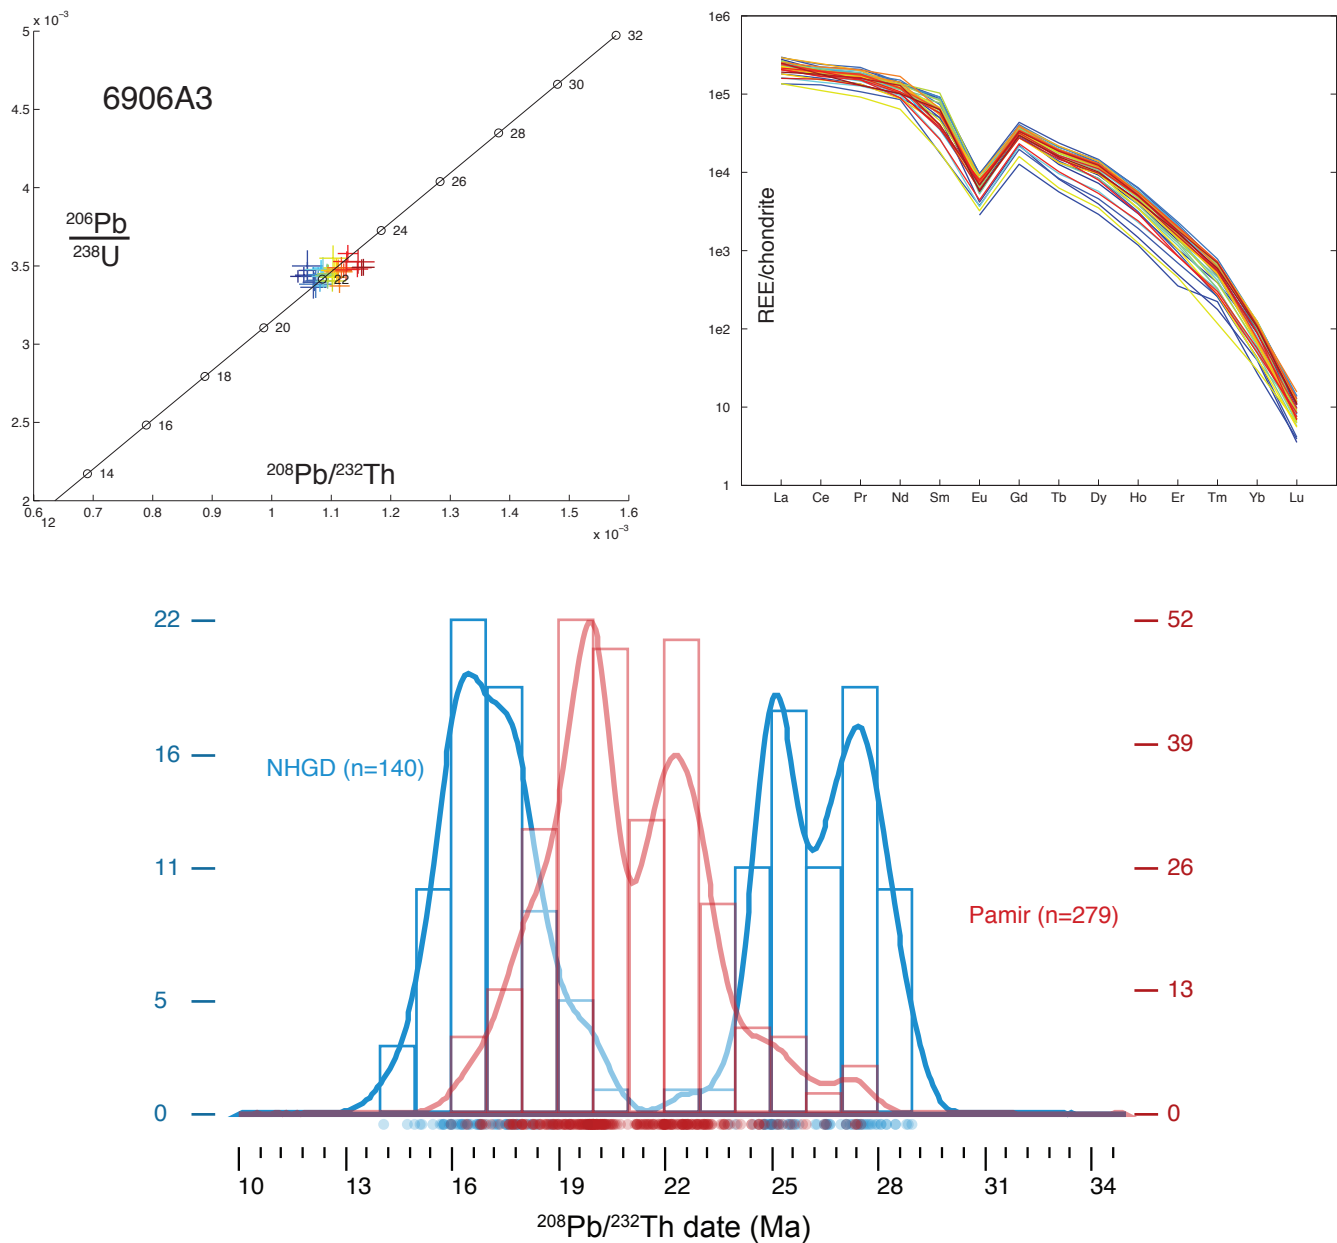 5 x 10⁻³
4.5
4
3.5
3
2.5
2
6906A3
²⁰⁶Pb
²³⁸U
32
30
28
26
24
22
20
18
16
14
12
²⁰⁸Pb/²³²Th
0.6 0.7 0.8 0.9 1 1.1 1.2 1.3 1.4 1.5 1.6
x 10⁻³
1e6
1e5
1e4
1e3
1e2
10
1
REE/chondrite
La Ce Pr Nd Sm Eu Gd Tb Dy Ho Er Tm Yb Lu
22
16
11
5
0
NHGD (n=140)
52
39
26
13
0
Pamir (n=279)
10 13 16 19 22 25 28 31 34
²⁰⁸Pb/²³²Th date (Ma)